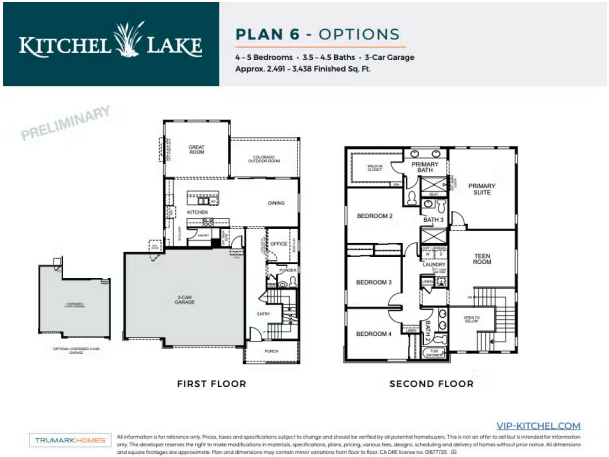 KITCHEL LAKE
PLAN 6 - OPTIONS
4 – 5 Bedrooms • 3.5 – 4.5 Baths • 3-Car Garage
Approx. 2,491 – 3,438 Finished Sq. Ft.
PRELIMINARY
GREAT
ROOM
COLORADO
OUTDOOR ROOM
KITCHEN
DINING
OFFICE
POWDER
3-CAR
GARAGE
ENTRY
PORCH
GARAGE
FIRST FLOOR
WALK-IN
CLOSET
PRIMARY
BATH
SEAT
PRIMARY
SUITE
BEDROOM 2
BATH 3
LAUNDRY
TEEN
ROOM
BEDROOM 3
LINEN
OPEN TO
BELOW
BEDROOM 4
LINEN
BATH 2
SECOND FLOOR
VIP-KITCHEL.COM
TRUMARK HOMES
All information is for reference only. Prices, taxes and specifications subject to change and should be verified by all potential homebuyers. This is not an offer to sell but is intended for information
only. The developer reserves the right to make modifications in materials, specifications, plans, pricing, various fees, designs, scheduling and delivery of homes without prior notice. All dimensions
and square footages are approximate. Plan and dimensions may contain minor variations from floor to floor. CA DRE license no. 01877720.